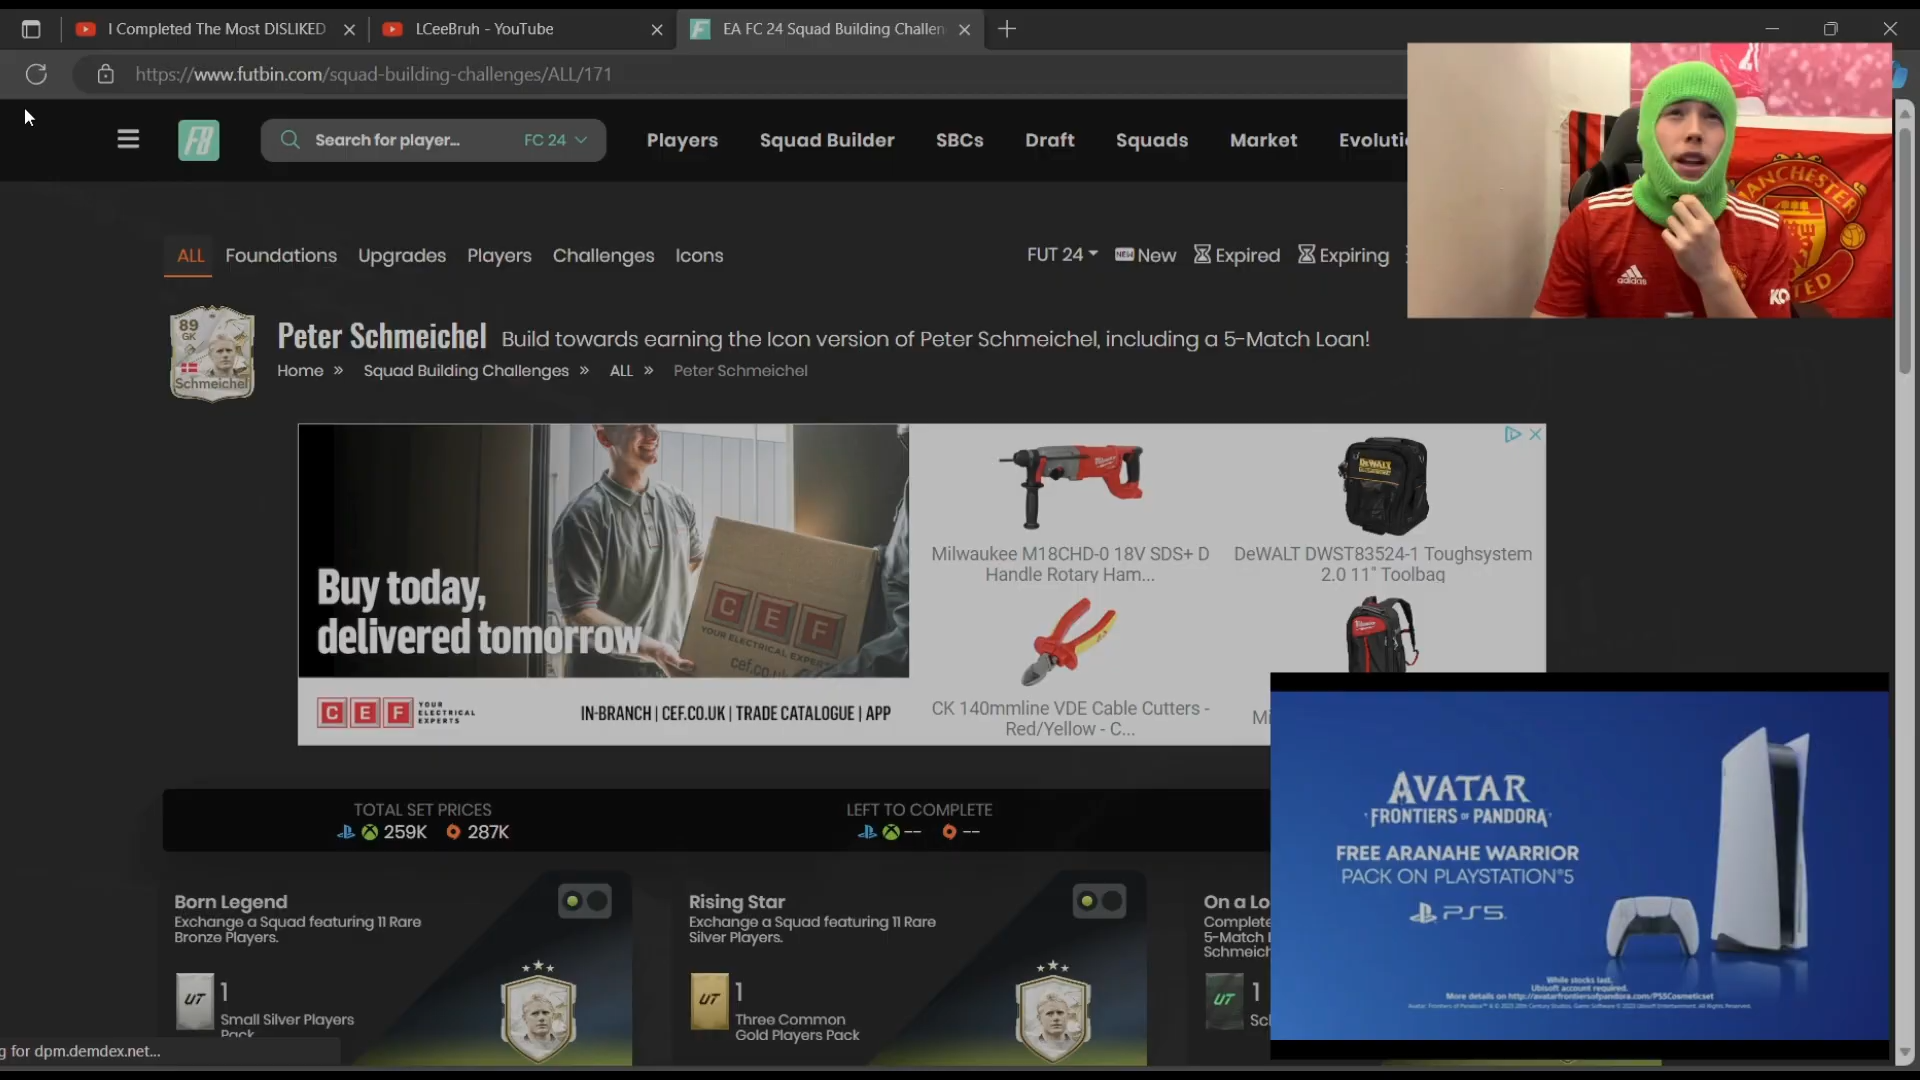 I Completed The Most DISLIKED
LCeeBruh - YouTube
EA FC 24 Squad Building Challen
https://www.futbin.com/squad-building-challenges/ALL/171
FB
Search for player...
FC 24
Players
Squad Builder
SBCs
Draft
Squads
Market
Evoluti
ALL
Foundations
Upgrades
Players
Challenges
Icons
FUT 24
NEW New
Expired
Expiring
MANCHESTER
adidas
89
GK
Schmeichel
Peter Schmeichel
Build towards earning the Icon version of Peter Schmeichel, including a 5-Match Loan!
Home » Squad Building Challenges » ALL » Peter Schmeichel
Buy today,
delivered tomorrow
CEF
YOUR ELECTRICAL EXPERTS
cef.co.u
CEF
YOUR
ELECTRICAL
EXPERTS
IN-BRANCH | CEF.CO.UK | TRADE CATALOGUE | APP
Milwaukee M18CHD-0 18V SDS+ D
Handle Rotary Ham...
DeWALT
DeWALT DWST83524-1 Toughsystem
2.0 11" Toolbag
CK 140mmline VDE Cable Cutters -
Red/Yellow - C...
Mi
TOTAL SET PRICES
259K 287K
LEFT TO COMPLETE
-- --
Born Legend
Exchange a Squad featuring 11 Rare
Bronze Players.
UT
1
Small Silver Players
Pack
Rising Star
Exchange a Squad featuring 11 Rare
Silver Players.
UT
1
Three Common
Gold Players Pack
On a Lo
Complete
5-Match
Schmeich
UT
1
Scl
AVATAR
FRONTIERS OF PANDORA
FREE ARANAHE WARRIOR
PACK ON PLAYSTATION®5
PS5
While stocks last.
Ubisoft account required.
More details on http://avatarfrontiersofpandora.com/PS5Cosmeticset
g for dpm.demdex.net...